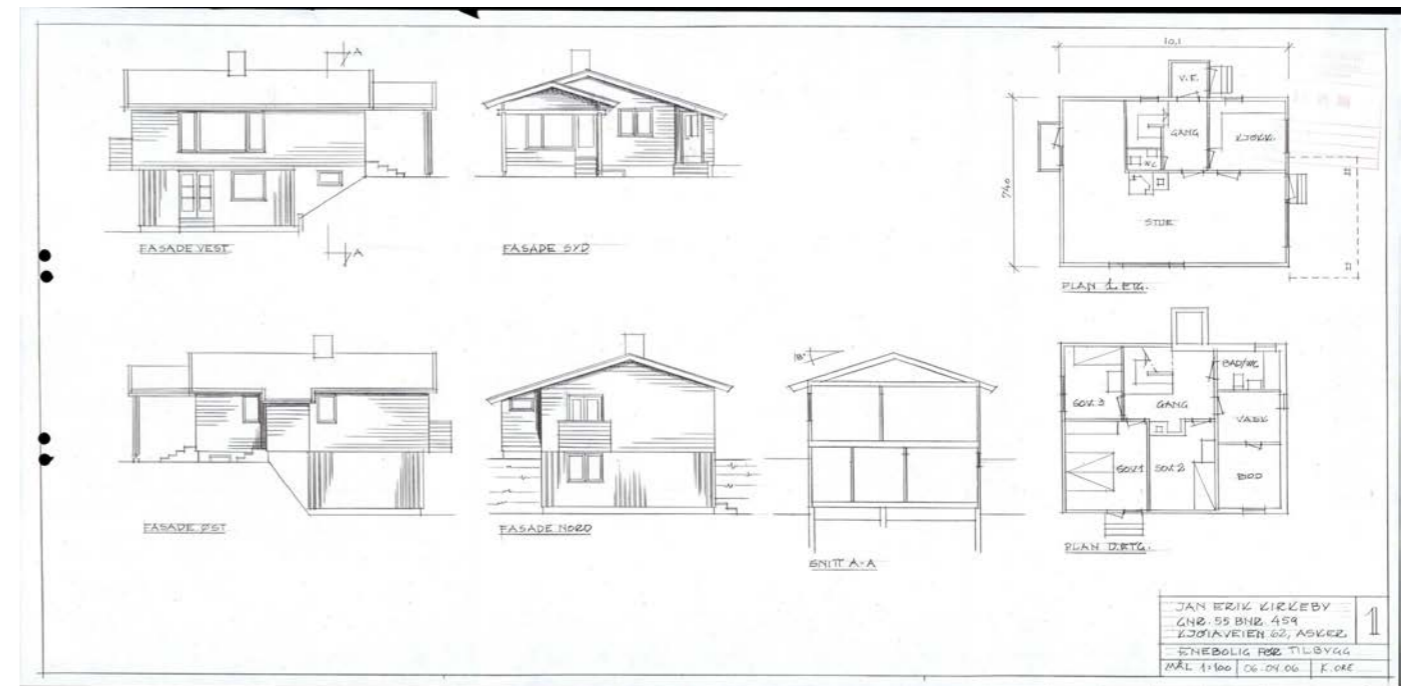 A
A
FASADE VEST
FASADE SYD
10,1
740
V.F.
GANG
KJØKK.
WC
STUE
PLAN 1. ETG.
FASADE ØST
FASADE NORD
18°
SNITT A-A
SOV. 3
GANG
BAD/WC
VASK
SOV.1
SOV. 2
BOD
PLAN U.ETG.
JAN ERIK KIRKEBY
GNR. 55 BNR. 459
KJØIAVEIEN 62, ASKER
1
ENEBOLIG FØR TILBYGG
MÅL 1:100 06.04.06 K. ORE